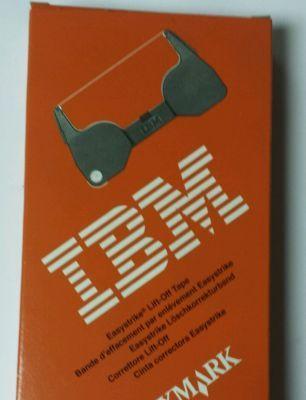 IBM
IBM
Easystrike® Lift-Off Tape
Bande d'effacement par enlèvement Easystrike
Easystrike Löschkorrekturband
Correttore Lift-Off
Cinta correctora Easystrike
XMARK